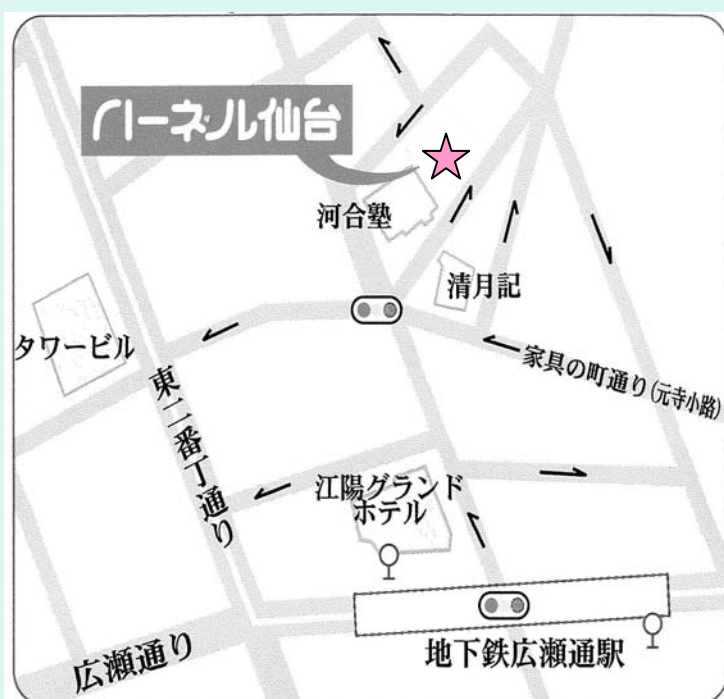 ハーネル仙台
河合塾
清月記
タワービル
家具の町通り(元寺小路)
東二番丁通り
江陽グランド
ホテル
地下鉄広瀬通駅
広瀬通り